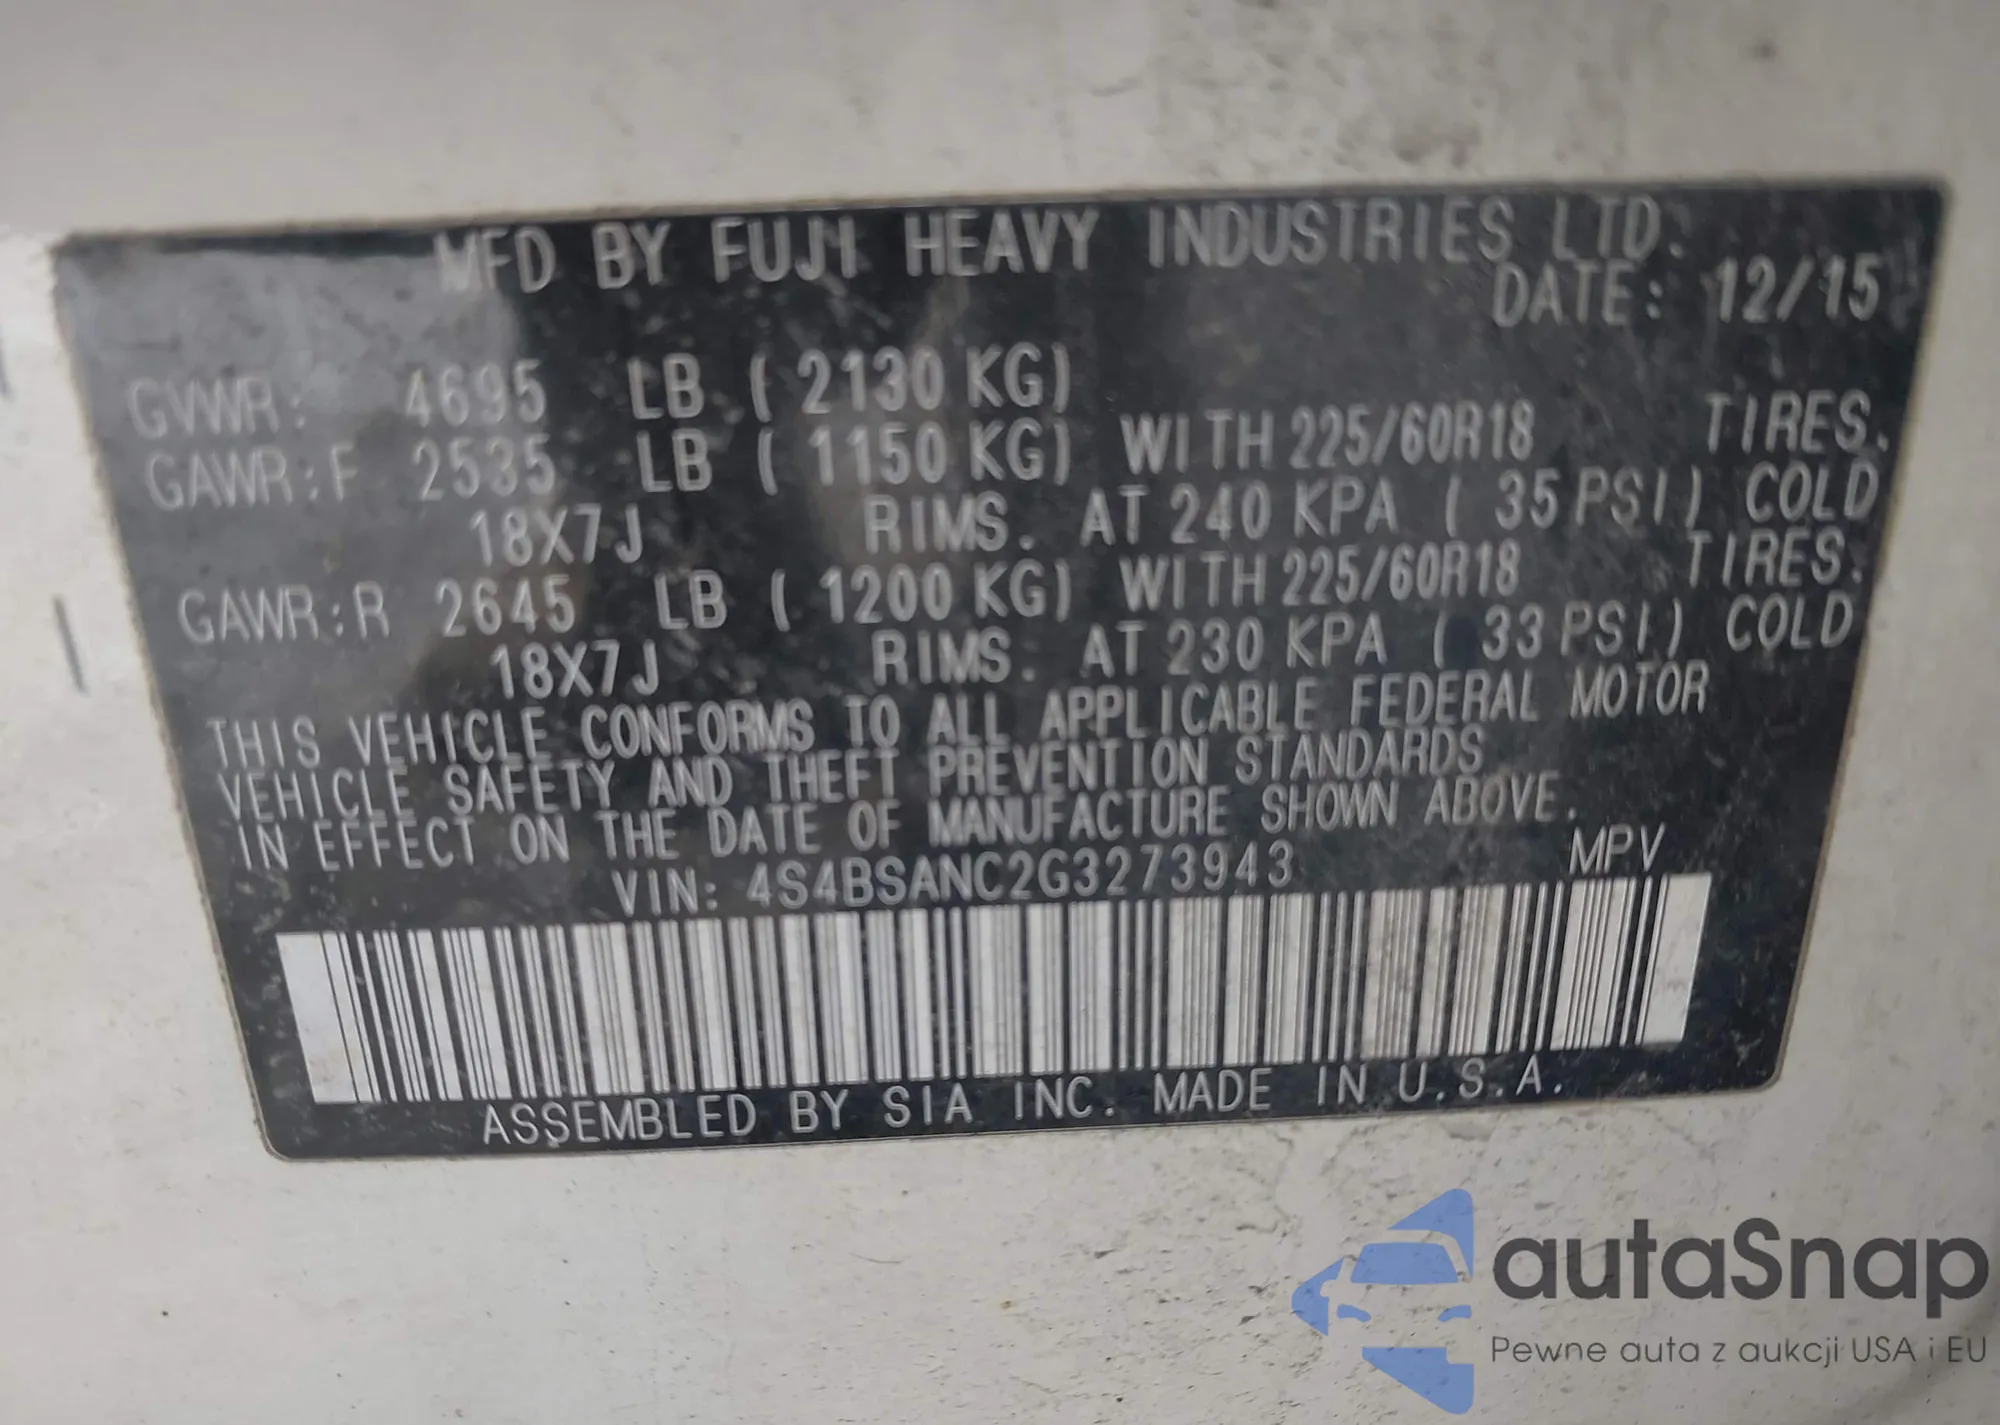 MFD BY FUJI HEAVY INDUSTRIES LTD.
DATE: 12/15
GVWR: 4695 LB ( 2130 KG)
GAWR:F 2535 LB ( 1150 KG) WITH 225/60R18 TIRES.
18X7J RIMS. AT 240 KPA ( 35 PSI) COLD
GAWR:R 2645 LB ( 1200 KG) WITH 225/60R18 TIRES.
18X7J RIMS. AT 230 KPA ( 33 PSI) COLD
THIS VEHICLE CONFORMS TO ALL APPLICABLE FEDERAL MOTOR
VEHICLE SAFETY AND THEFT PREVENTION STANDARDS
IN EFFECT ON THE DATE OF MANUFACTURE SHOWN ABOVE.
VIN: 4S4BSANC2G3273943 MPV
ASSEMBLED BY SIA INC. MADE IN U.S.A.
autaSnap
Pewne auta z aukcji USA i EU